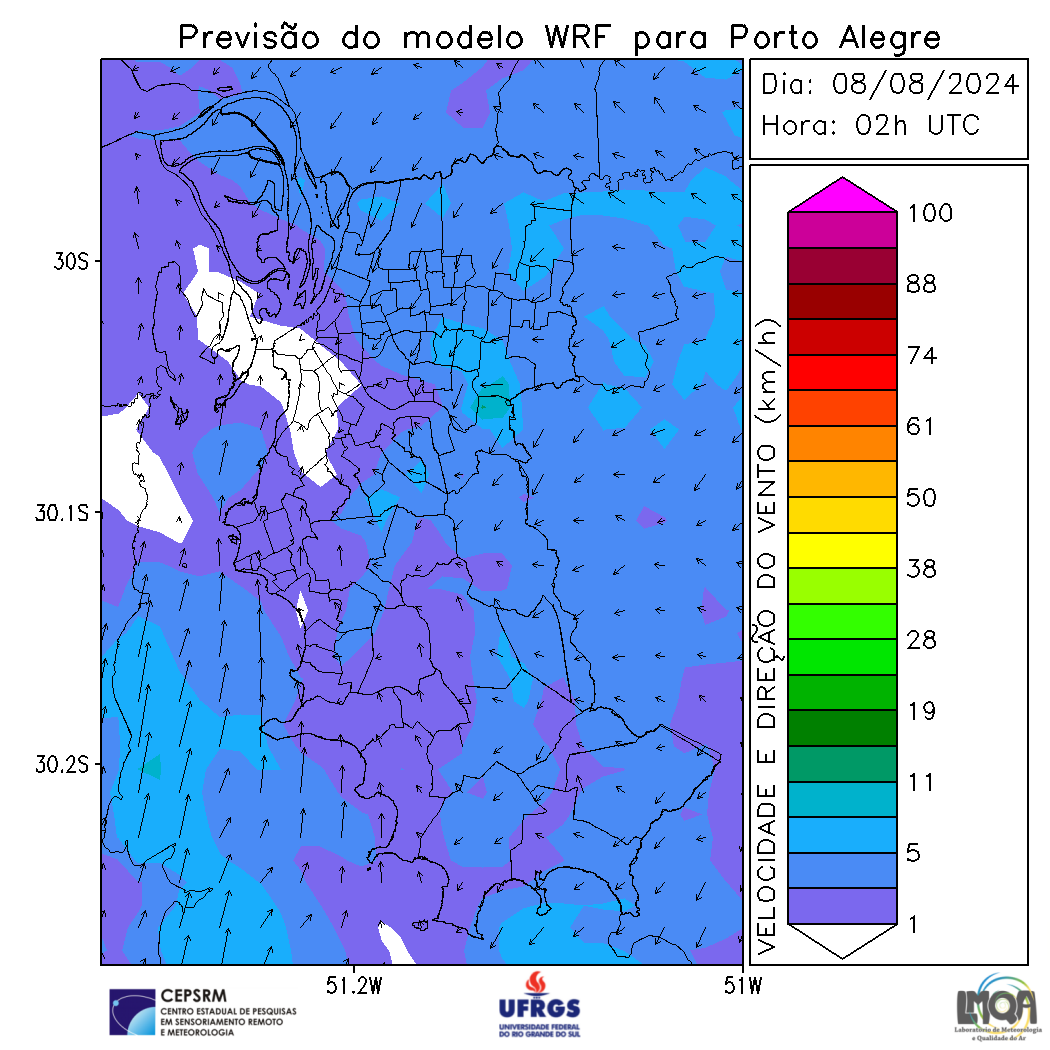 Previsão do modelo WRF para Porto Alegre
Dia: 08/08/2024
Hora: 02h UTC
30S
30.1S
30.2S
51.2W
51W
VELOCIDADE E DIREÇÃO DO VENTO (km/h)
100
88
74
61
50
38
28
19
11
5
1
CEPSRM
CENTRO ESTADUAL DE PESQUISAS
EM SENSORIAMENTO REMOTO
E METEOROLOGIA
UFRGS
UNIVERSIDADE FEDERAL
DO RIO GRANDE DO SUL
LMQA
Laboratório de Meteorologia
e Qualidade do Ar